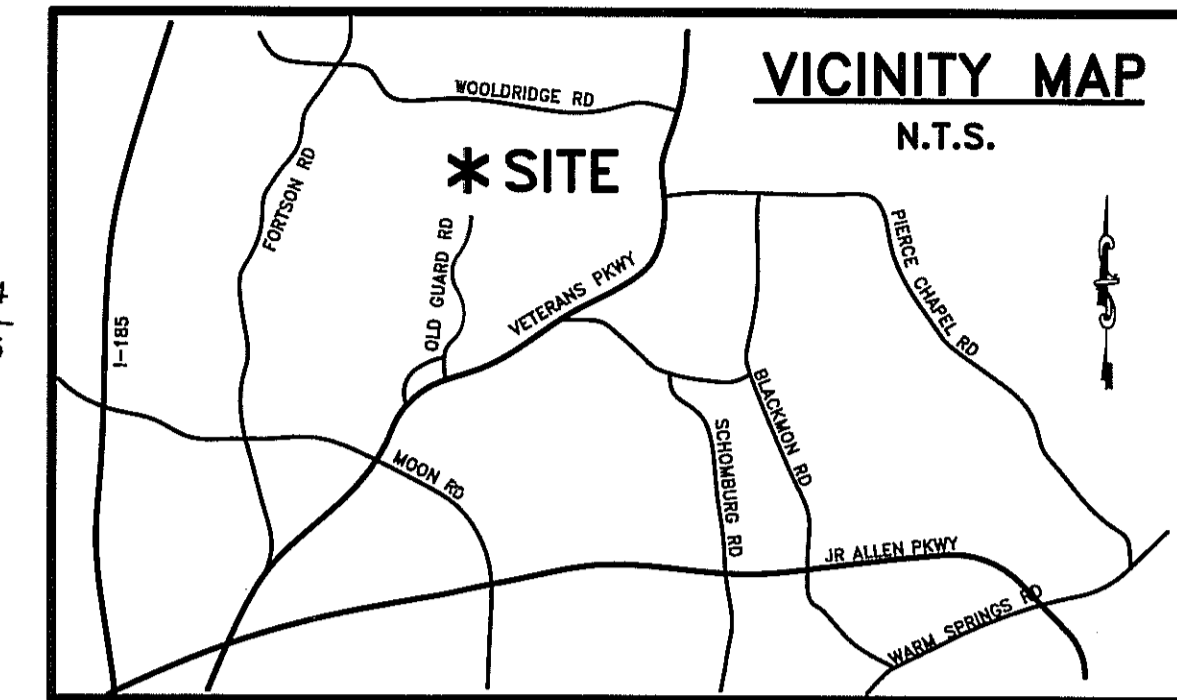 VICINITY MAP
N.T.S.
WOOLDRIDGE RD
* SITE
FORTSON RD
OLD GUARD RD
VETERANS PKWY
PIERCE CHAPEL RD
I-185
BLACKMON RD
SCHOMBURG RD
MOON RD
JR ALLEN PKWY
WARM SPRINGS RD